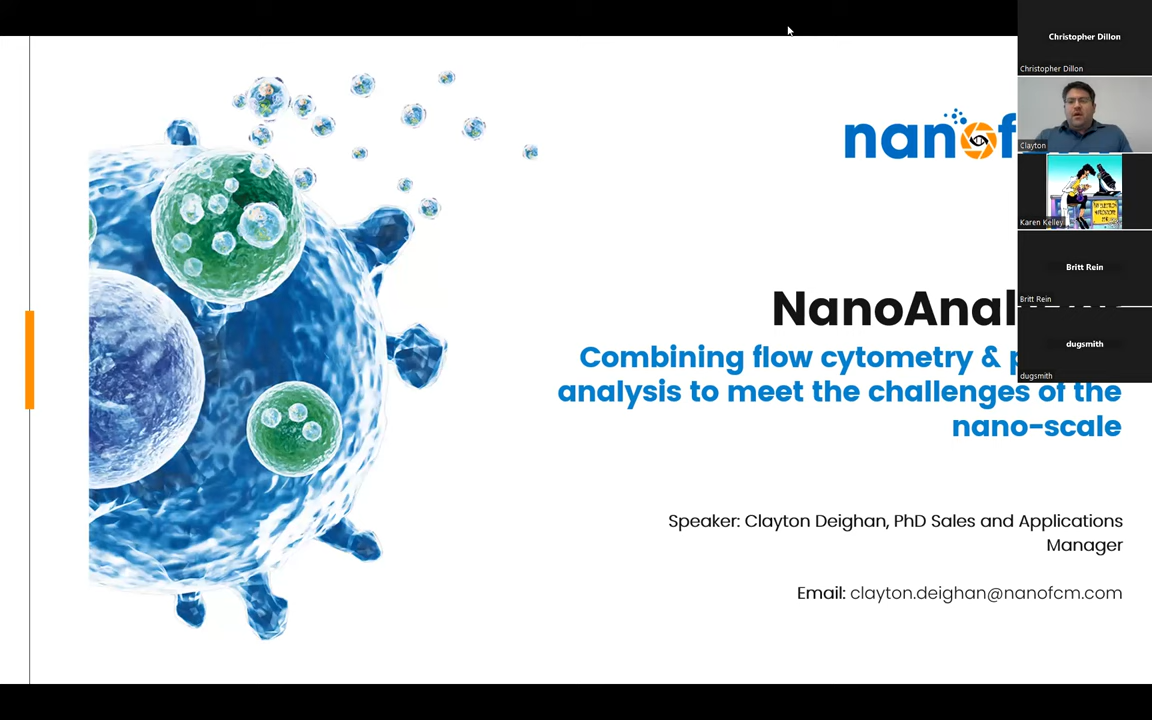 nanof
NanoAnal
Combining flow cytometry & p
analysis to meet the challenges of the
nano-scale
Speaker: Clayton Deighan, PhD Sales and Applications
Manager
Email: clayton.deighan@nanofcm.com
Christopher Dillon
Christopher Dillon
Clayton
Karen Kelley
Britt Rein
Britt Rein
dugsmith
dugsmith